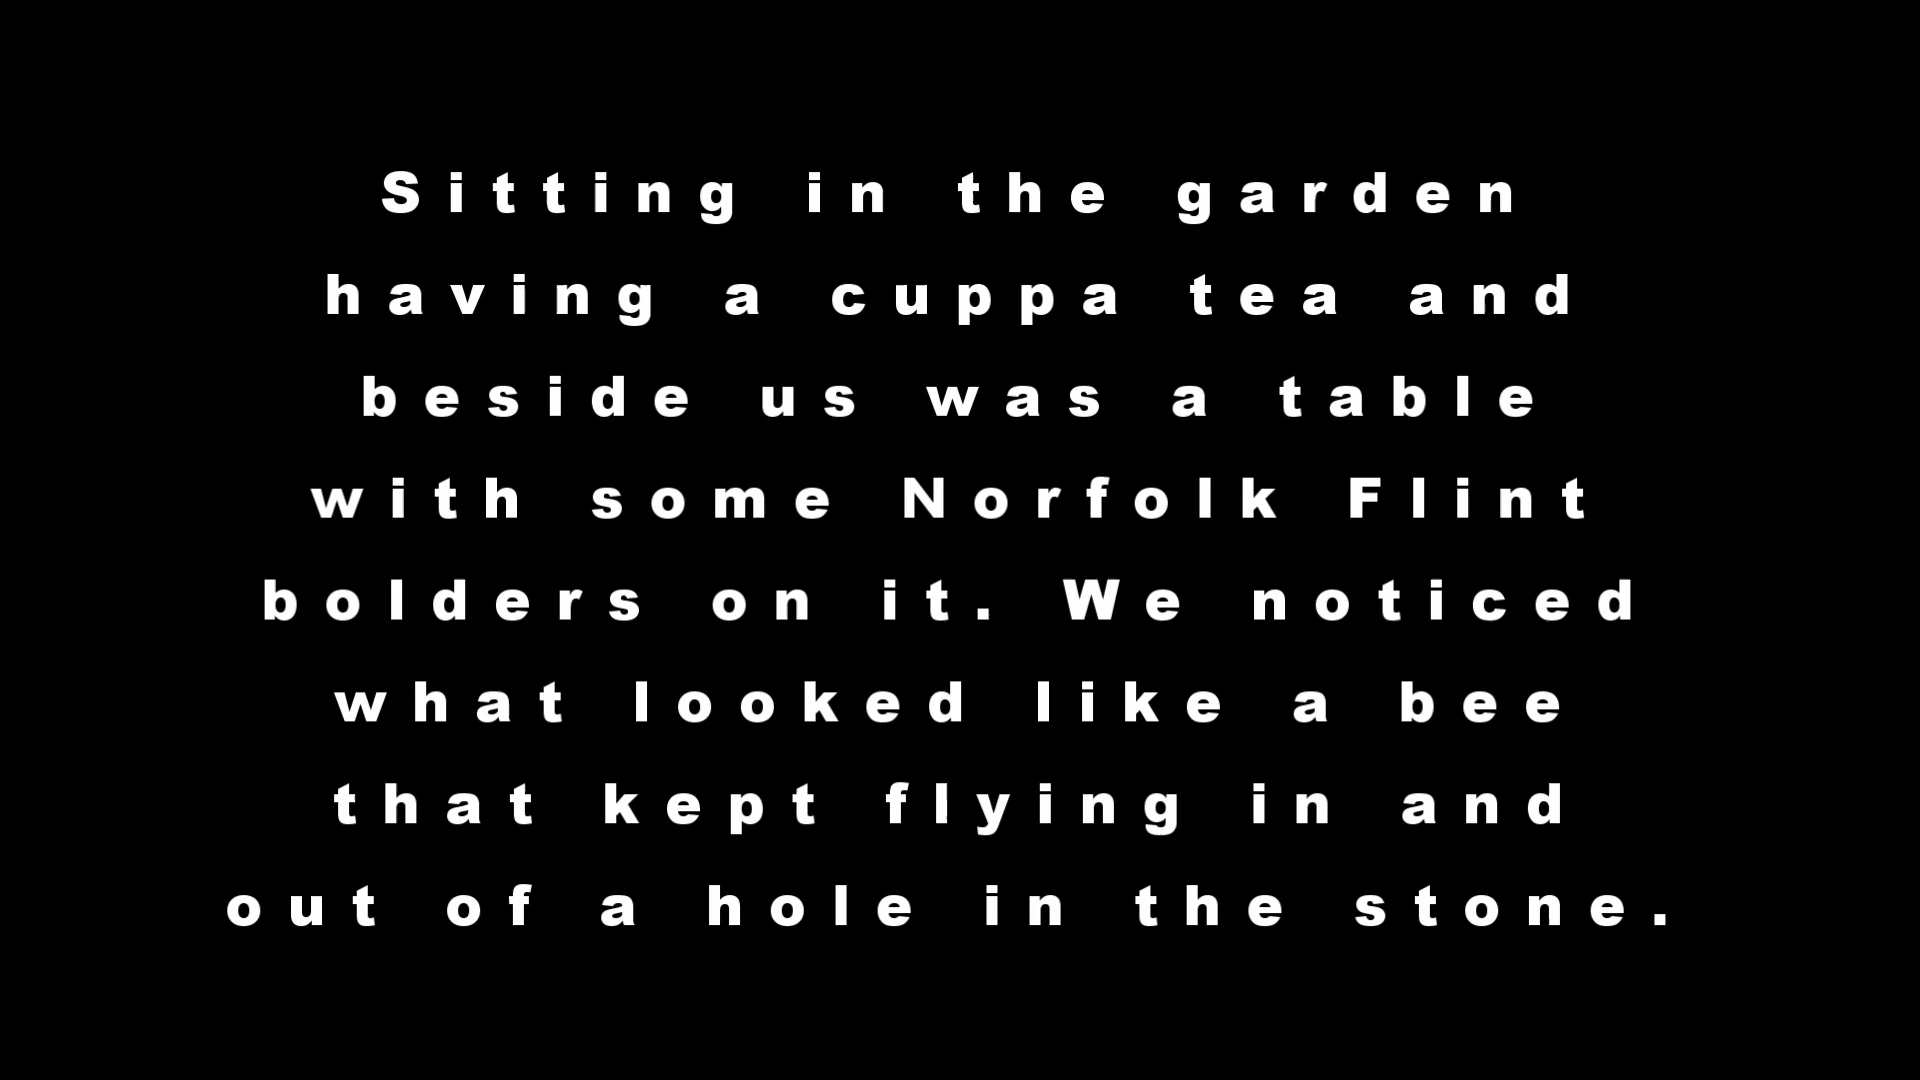 Sitting in the garden
having a cuppa tea and
beside us was a table
with some Norfolk Flint
bolders on it. We noticed
what looked like a bee
that kept flying in and
out of a hole in the stone.